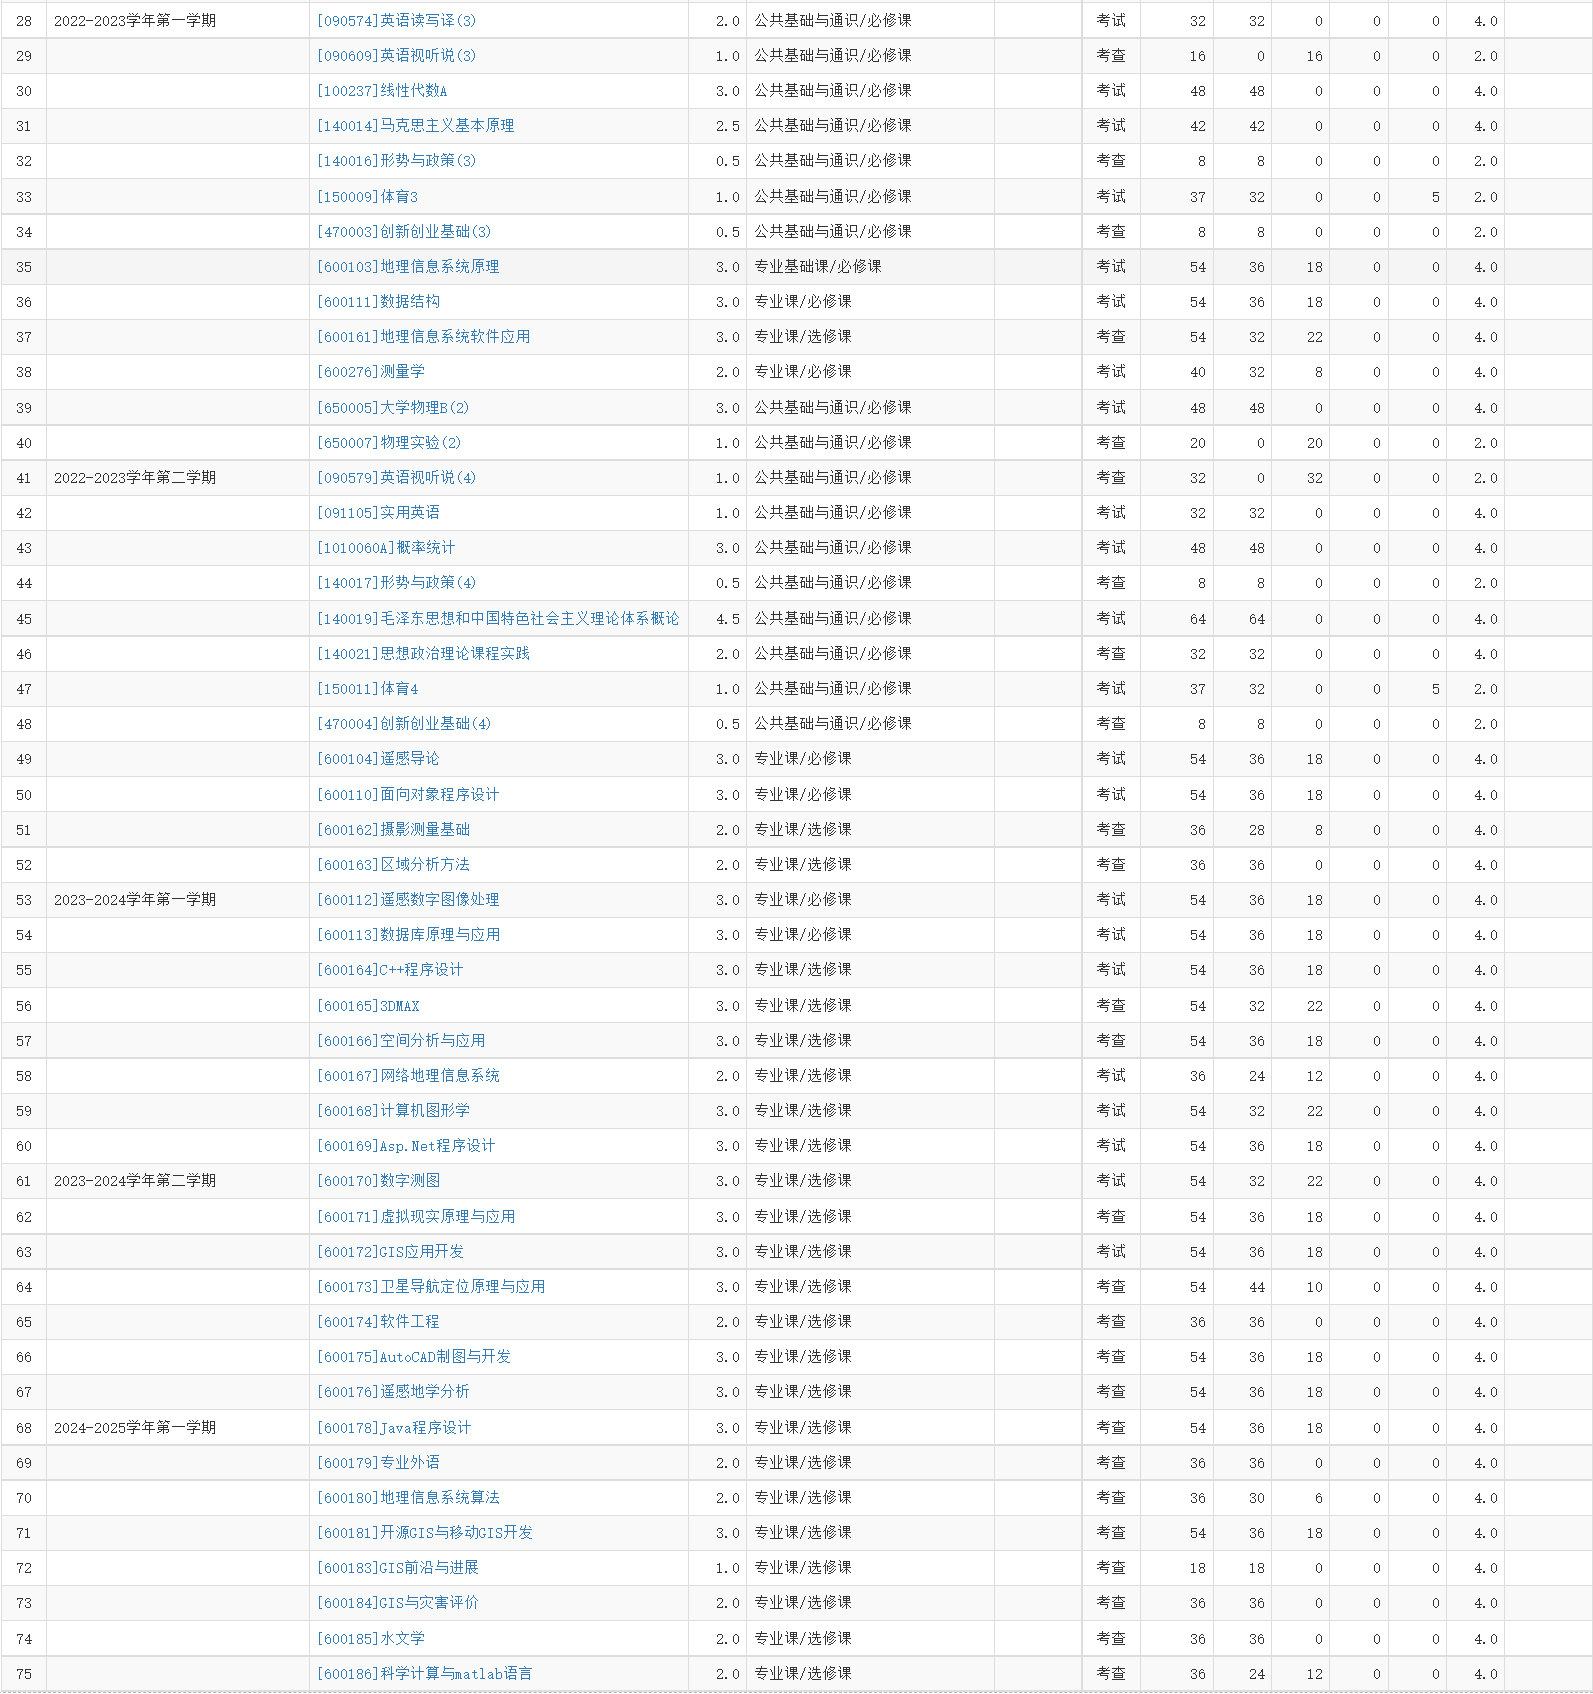 28 2022-2023学年第一学期 [090574]英语读写译(3) 2.0 公共基础与通识/必修课 考试 32 32 0 0 0 4.0
29 [090609]英语视听说(3) 1.0 公共基础与通识/必修课 考查 16 0 16 0 0 2.0
30 [100237]线性代数A 3.0 公共基础与通识/必修课 考试 48 48 0 0 0 4.0
31 [140014]马克思主义基本原理 2.5 公共基础与通识/必修课 考试 42 42 0 0 0 4.0
32 [140016]形势与政策(3) 0.5 公共基础与通识/必修课 考查 8 8 0 0 0 2.0
33 [150009]体育3 1.0 公共基础与通识/必修课 考试 37 32 0 0 5 2.0
34 [470003]创新创业基础(3) 0.5 公共基础与通识/必修课 考查 8 8 0 0 0 2.0
35 [600103]地理信息系统原理 3.0 专业基础课/必修课 考试 54 36 18 0 0 4.0
36 [600111]数据结构 3.0 专业课/必修课 考试 54 36 18 0 0 4.0
37 [600161]地理信息系统软件应用 3.0 专业课/选修课 考查 54 32 22 0 0 4.0
38 [600276]测量学 2.0 专业课/必修课 考试 40 32 8 0 0 4.0
39 [650005]大学物理B(2) 3.0 公共基础与通识/必修课 考试 48 48 0 0 0 4.0
40 [650007]物理实验(2) 1.0 公共基础与通识/必修课 考查 20 0 20 0 0 2.0
41 2022-2023学年第二学期 [090579]英语视听说(4) 1.0 公共基础与通识/必修课 考查 32 0 32 0 0 2.0
42 [091105]实用英语 1.0 公共基础与通识/必修课 考试 32 32 0 0 0 4.0
43 [1010060A]概率统计 3.0 公共基础与通识/必修课 考试 48 48 0 0 0 4.0
44 [140017]形势与政策(4) 0.5 公共基础与通识/必修课 考查 8 8 0 0 0 2.0
45 [140019]毛泽东思想和中国特色社会主义理论体系概论 4.5 公共基础与通识/必修课 考试 64 64 0 0 0 4.0
46 [140021]思想政治理论课程实践 2.0 公共基础与通识/必修课 考查 32 32 0 0 0 4.0
47 [150011]体育4 1.0 公共基础与通识/必修课 考试 37 32 0 0 5 2.0
48 [470004]创新创业基础(4) 0.5 公共基础与通识/必修课 考查 8 8 0 0 0 2.0
49 [600104]遥感导论 3.0 专业课/必修课 考试 54 36 18 0 0 4.0
50 [600110]面向对象程序设计 3.0 专业课/必修课 考试 54 36 18 0 0 4.0
51 [600162]摄影测量基础 2.0 专业课/选修课 考查 36 28 8 0 0 4.0
52 [600163]区域分析方法 2.0 专业课/选修课 考查 36 36 0 0 0 4.0
53 2023-2024学年第一学期 [600112]遥感数字图像处理 3.0 专业课/必修课 考试 54 36 18 0 0 4.0
54 [600113]数据库原理与应用 3.0 专业课/必修课 考试 54 36 18 0 0 4.0
55 [600164]C++程序设计 3.0 专业课/选修课 考试 54 36 18 0 0 4.0
56 [600165]3DMAX 3.0 专业课/选修课 考查 54 32 22 0 0 4.0
57 [600166]空间分析与应用 3.0 专业课/选修课 考查 54 36 18 0 0 4.0
58 [600167]网络地理信息系统 2.0 专业课/选修课 考试 36 24 12 0 0 4.0
59 [600168]计算机图形学 3.0 专业课/选修课 考试 54 32 22 0 0 4.0
60 [600169]Asp.Net程序设计 3.0 专业课/选修课 考试 54 36 18 0 0 4.0
61 2023-2024学年第二学期 [600170]数字测图 3.0 专业课/选修课 考试 54 32 22 0 0 4.0
62 [600171]虚拟现实原理与应用 3.0 专业课/选修课 考查 54 36 18 0 0 4.0
63 [600172]GIS应用开发 3.0 专业课/选修课 考试 54 36 18 0 0 4.0
64 [600173]卫星导航定位原理与应用 3.0 专业课/选修课 考查 54 44 10 0 0 4.0
65 [600174]软件工程 2.0 专业课/选修课 考查 36 36 0 0 0 4.0
66 [600175]AutoCAD制图与开发 3.0 专业课/选修课 考查 54 36 18 0 0 4.0
67 [600176]遥感地学分析 3.0 专业课/选修课 考查 54 36 18 0 0 4.0
68 2024-2025学年第一学期 [600178]Java程序设计 3.0 专业课/选修课 考查 54 36 18 0 0 4.0
69 [600179]专业外语 2.0 专业课/选修课 考查 36 36 0 0 0 4.0
70 [600180]地理信息系统算法 2.0 专业课/选修课 考查 36 30 6 0 0 4.0
71 [600181]开源GIS与移动GIS开发 3.0 专业课/选修课 考查 54 36 18 0 0 4.0
72 [600183]GIS前沿与进展 1.0 专业课/选修课 考查 18 18 0 0 0 4.0
73 [600184]GIS与灾害评价 2.0 专业课/选修课 考查 36 36 0 0 0 4.0
74 [600185]水文学 2.0 专业课/选修课 考查 36 36 0 0 0 4.0
75 [600186]科学计算与matlab语言 2.0 专业课/选修课 考查 36 24 12 0 0 4.0